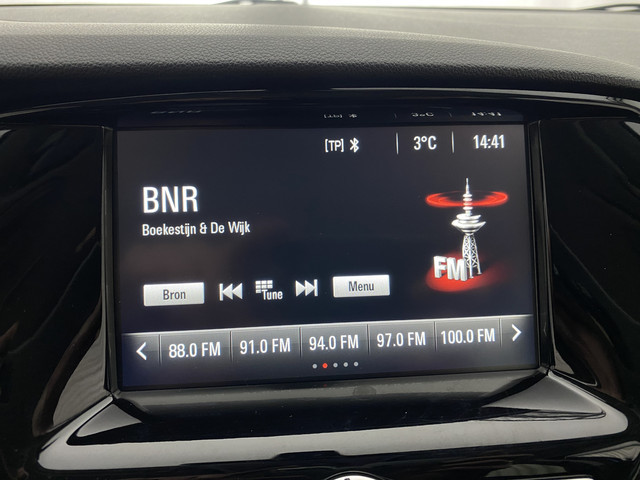 [TP] 3°C 14:41
BNR
Boekestijn & De Wijk
FM
Bron Tune Menu
88.0 FM 91.0 FM 94.0 FM 97.0 FM 100.0 FM